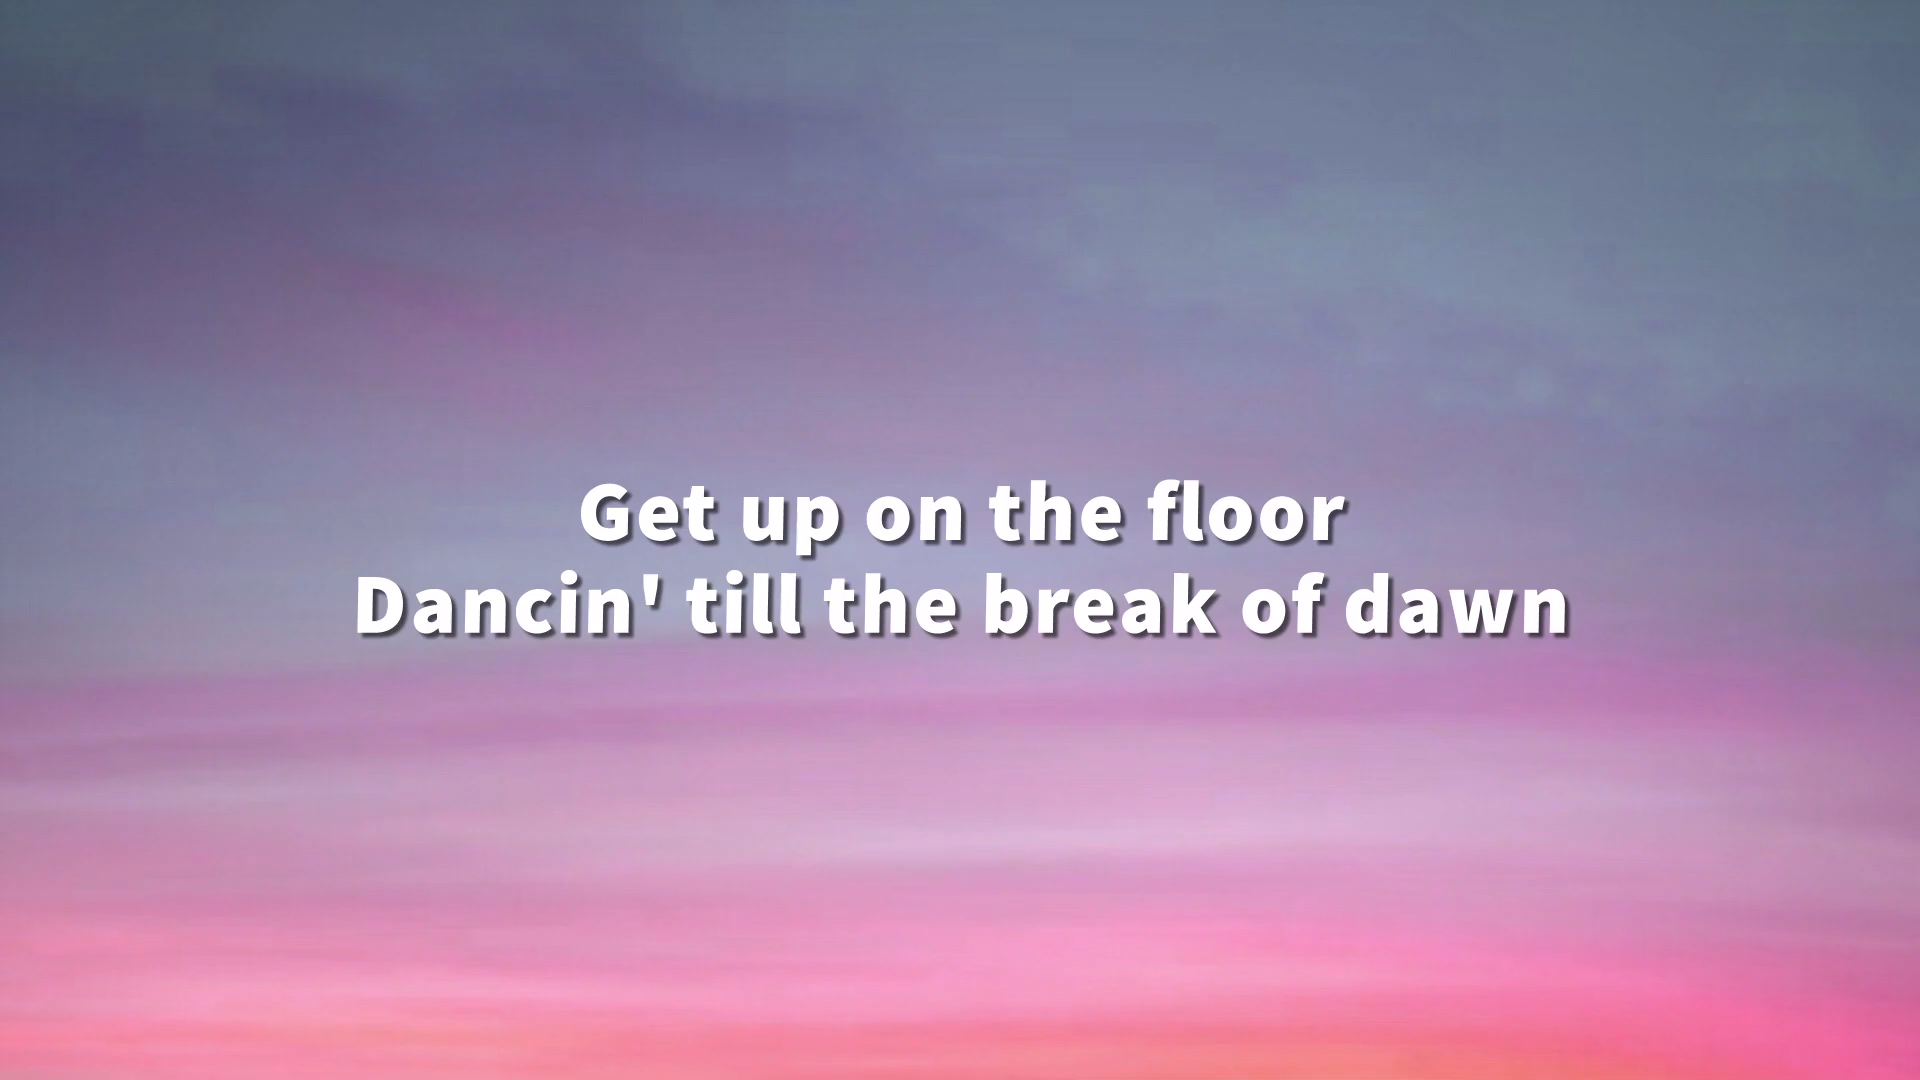 Get up on the floor
Dancin' till the break of dawn